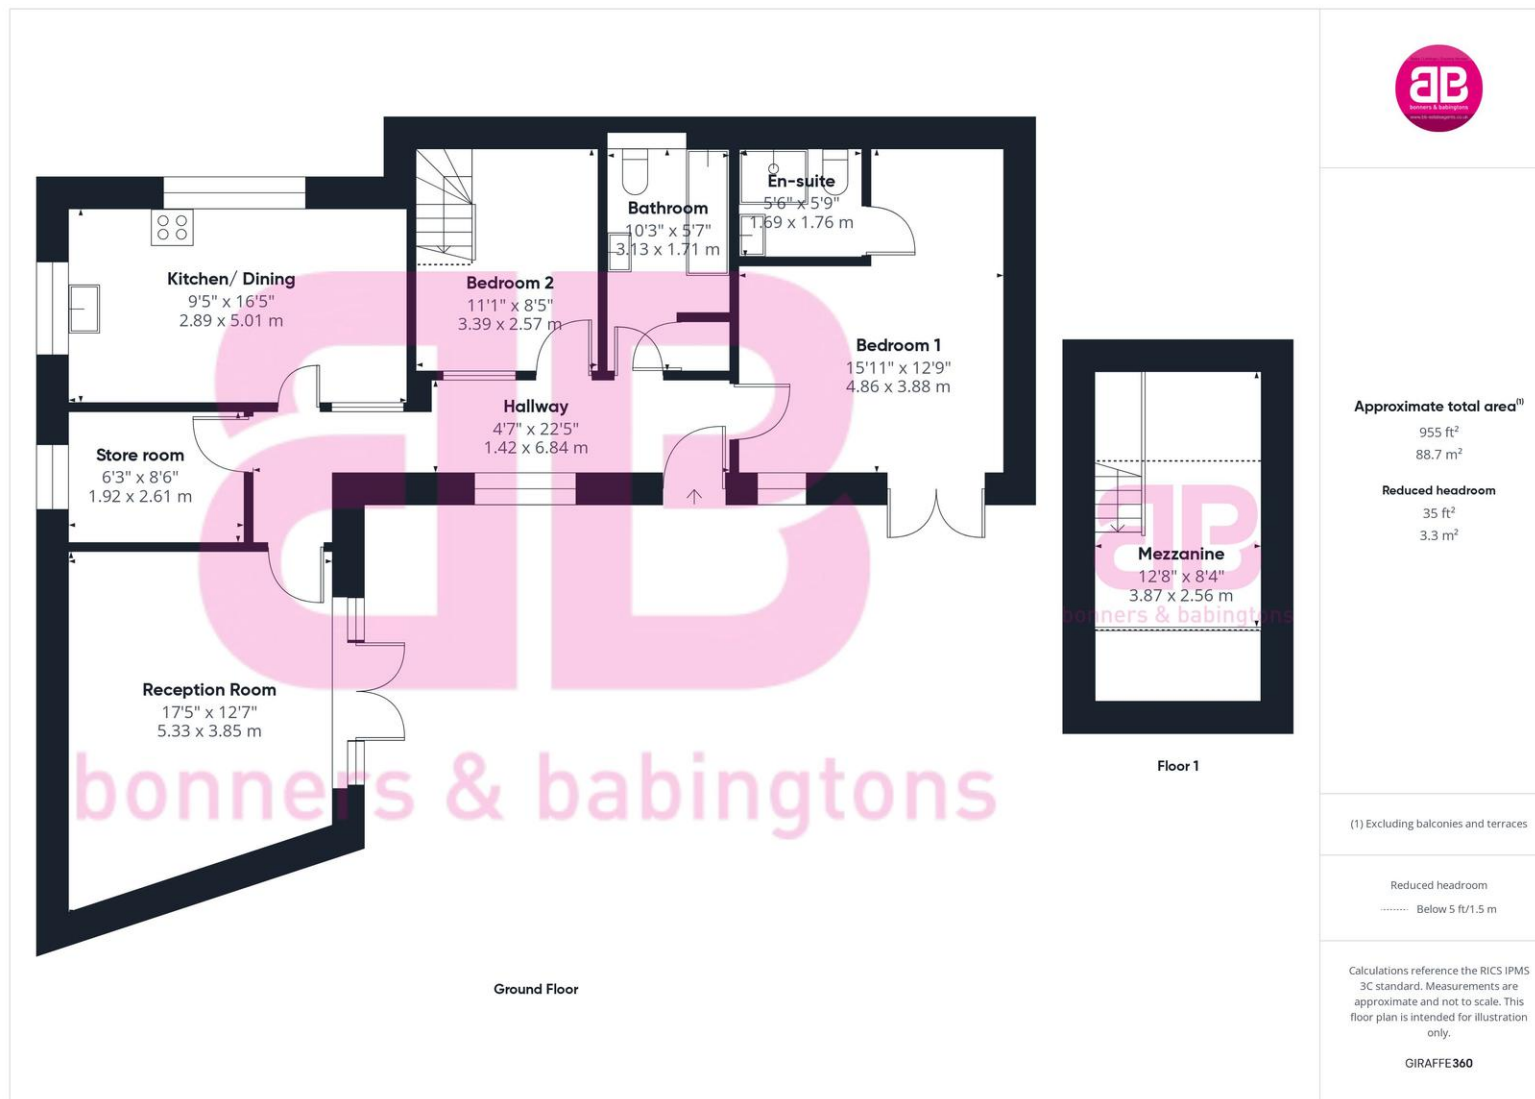 Kitchen/ Dining
9'5" x 16'5"
2.89 x 5.01 m
Bedroom 2
11'1" x 8'5"
3.39 x 2.57 m
Bathroom
10'3" x 5'7"
3.13 x 1.71 m
En-suite
5'6" x 5'9"
1.69 x 1.76 m
Bedroom 1
15'11" x 12'9"
4.86 x 3.88 m
Hallway
4'7" x 22'5"
1.42 x 6.84 m
Store room
6'3" x 8'6"
1.92 x 2.61 m
Reception Room
17'5" x 12'7"
5.33 x 3.85 m
bonners & babingtons
Ground Floor
Mezzanine
12'8" x 8'4"
3.87 x 2.56 m
bonners & babingtons
Floor 1
bonners & babingtons
Approximate total area(1)
955 ft²
88.7 m²
Reduced headroom
35 ft²
3.3 m²
(1) Excluding balconies and terraces
Reduced headroom
Below 5 ft/1.5 m
Calculations reference the RICS IPMS
3C standard. Measurements are
approximate and not to scale. This
floor plan is intended for illustration
only.
GIRAFFE360